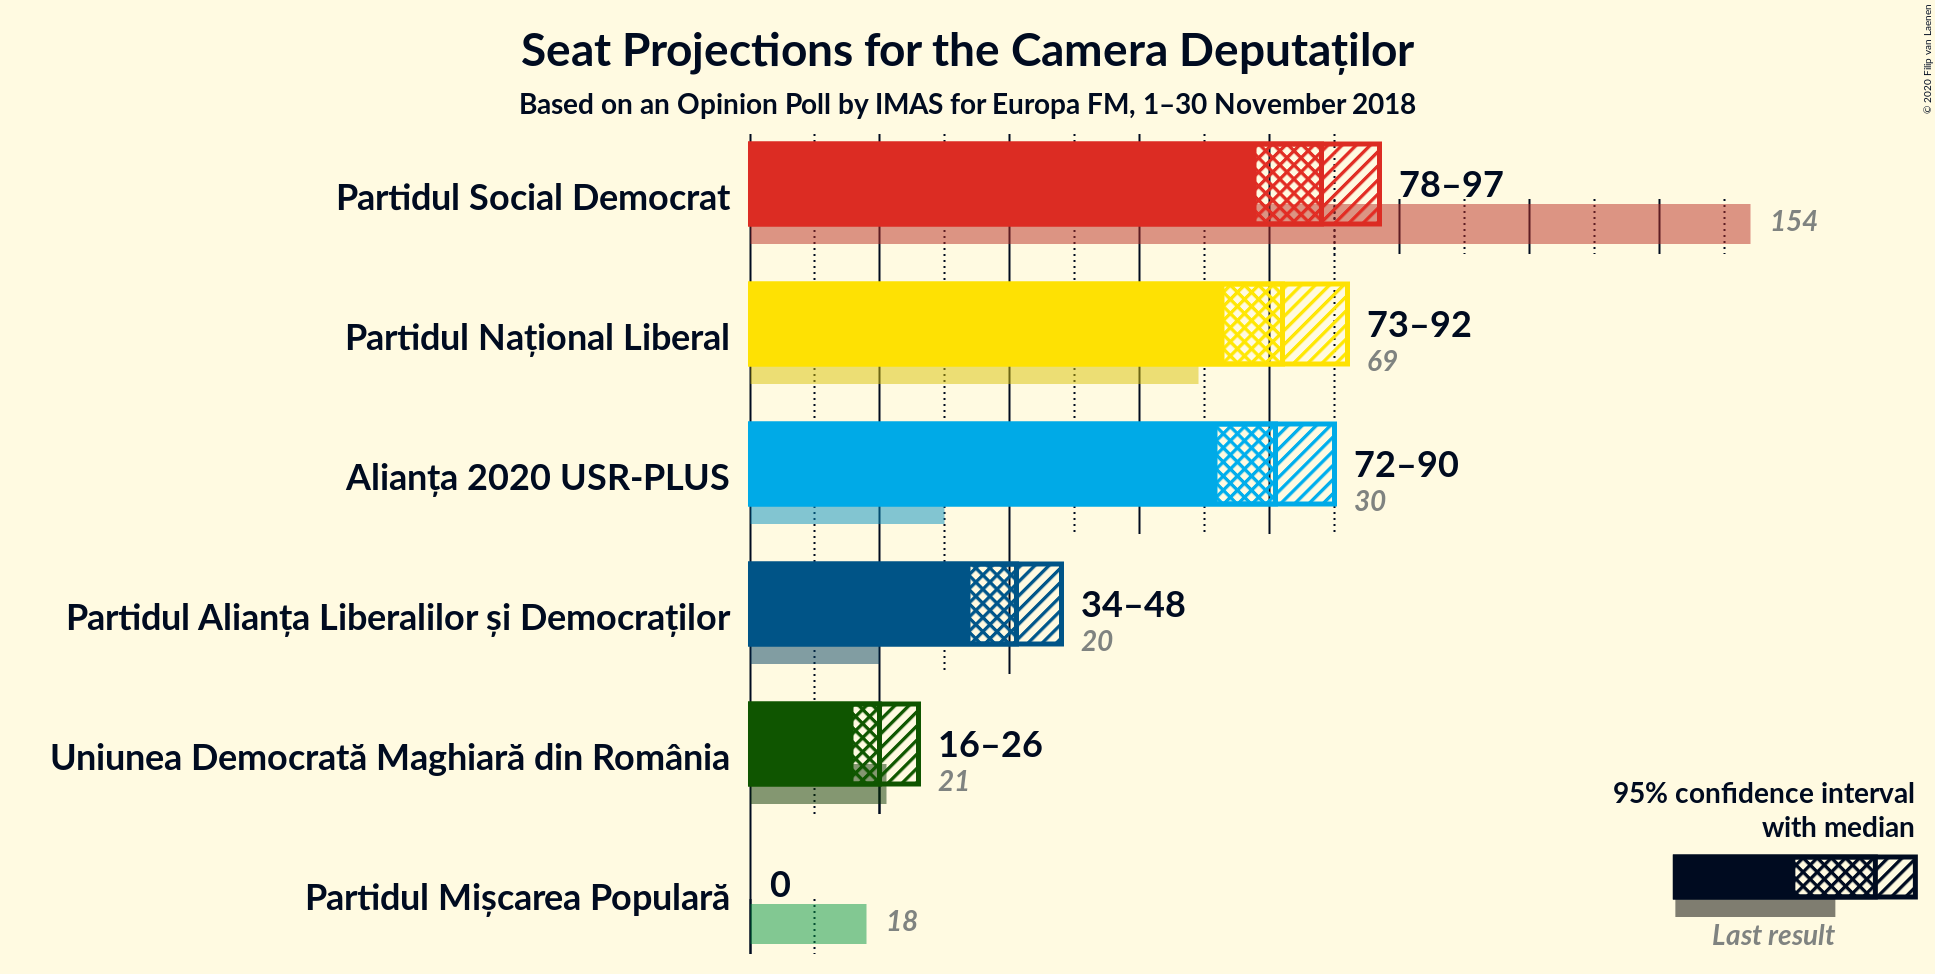 Seat Projections for the Camera Deputaților
Based on an Opinion Poll by IMAS for Europa FM, 1–30 November 2018
© 2020 Filip van Laenen
Partidul Social Democrat
78–97
154
Partidul Național Liberal
73–92
69
Alianța 2020 USR-PLUS
72–90
30
Partidul Alianța Liberalilor și Democraților
34–48
20
Uniunea Democrată Maghiară din România
16–26
21
Partidul Mișcarea Populară
0
18
95% confidence interval
with median
Last result